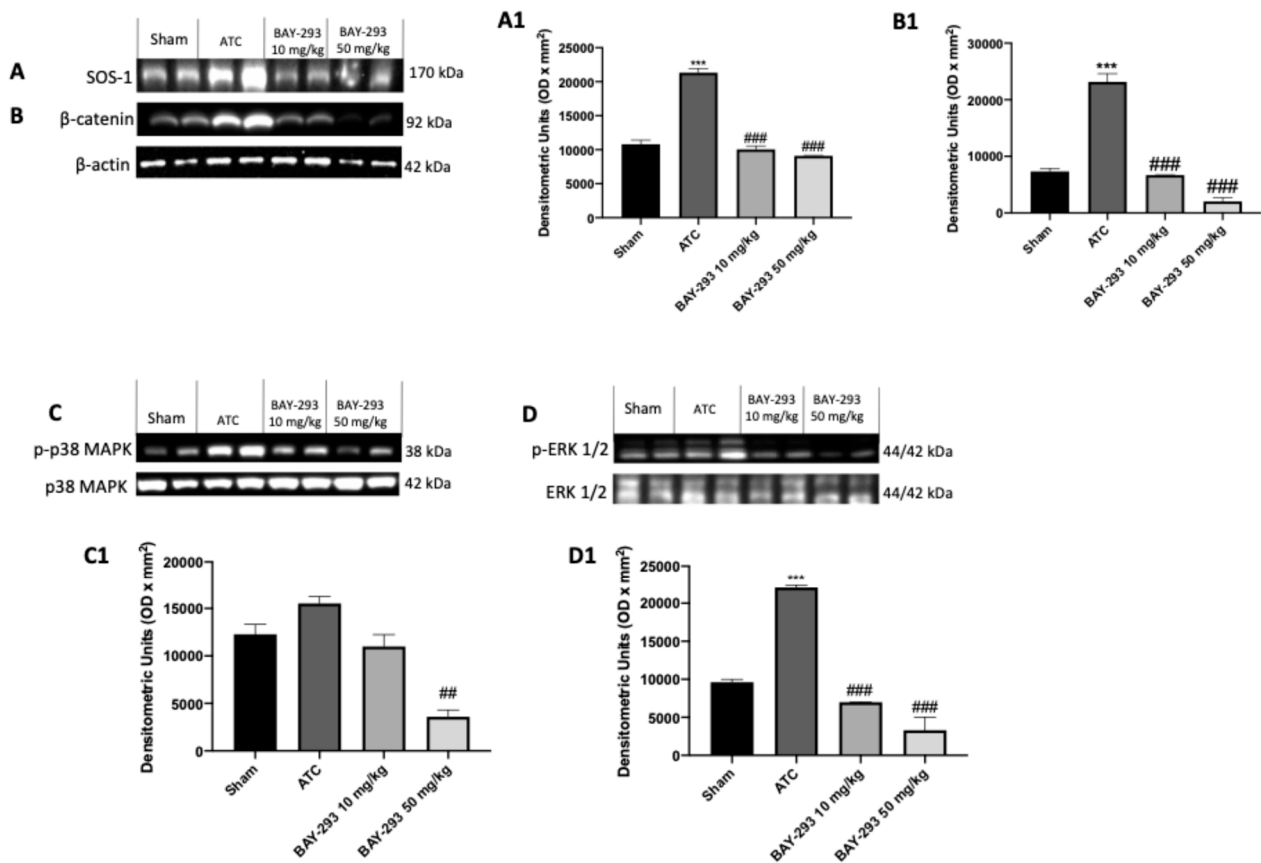 A1
B1
Sham
ATC
BAY-293
10 mg/kg
BAY-293
50 mg/kg
A
SOS-1
170 kDa
B
β-catenin
92 kDa
β-actin
42 kDa
Densitometric Units (OD x mm²)
25000
20000
15000
10000
5000
0
***
###
###
Sham
ATC
BAY-293 10 mg/kg
BAY-293 50 mg/kg
Densitometric Units (OD x mm²)
30000
20000
10000
0
***
###
###
Sham
ATC
BAY-293 10 mg/kg
BAY-293 50 mg/kg
C
Sham
ATC
BAY-293
10 mg/kg
BAY-293
50 mg/kg
p-p38 MAPK
38 kDa
p38 MAPK
42 kDa
D
Sham
ATC
BAY-293
10 mg/kg
BAY-293
50 mg/kg
p-ERK 1/2
44/42 kDa
ERK 1/2
44/42 kDa
C1
Densitometric Units (OD x mm²)
20000
15000
10000
5000
0
##
Sham
ATC
BAY-293 10 mg/kg
BAY-293 50 mg/kg
D1
Densitometric Units (OD x mm²)
25000
20000
15000
10000
5000
0
***
###
###
Sham
ATC
BAY-293 10 mg/kg
BAY-293 50 mg/kg